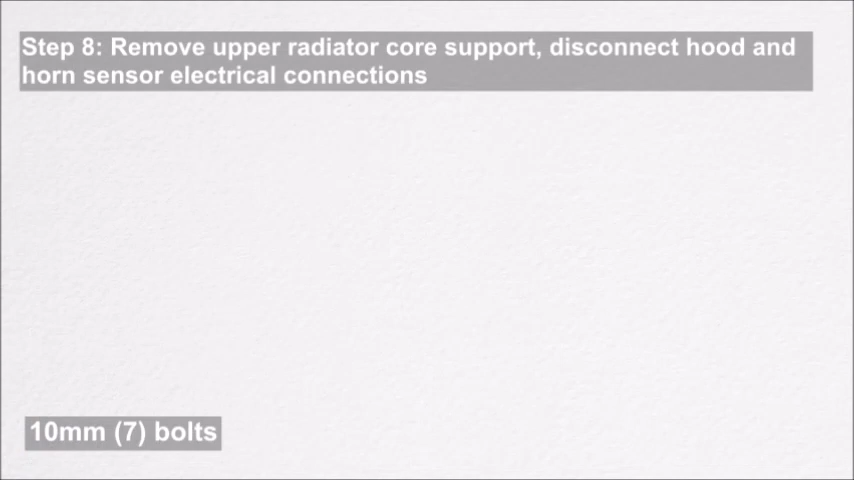 Step 8: Remove upper radiator core support, disconnect hood and
horn sensor electrical connections
10mm (7) bolts